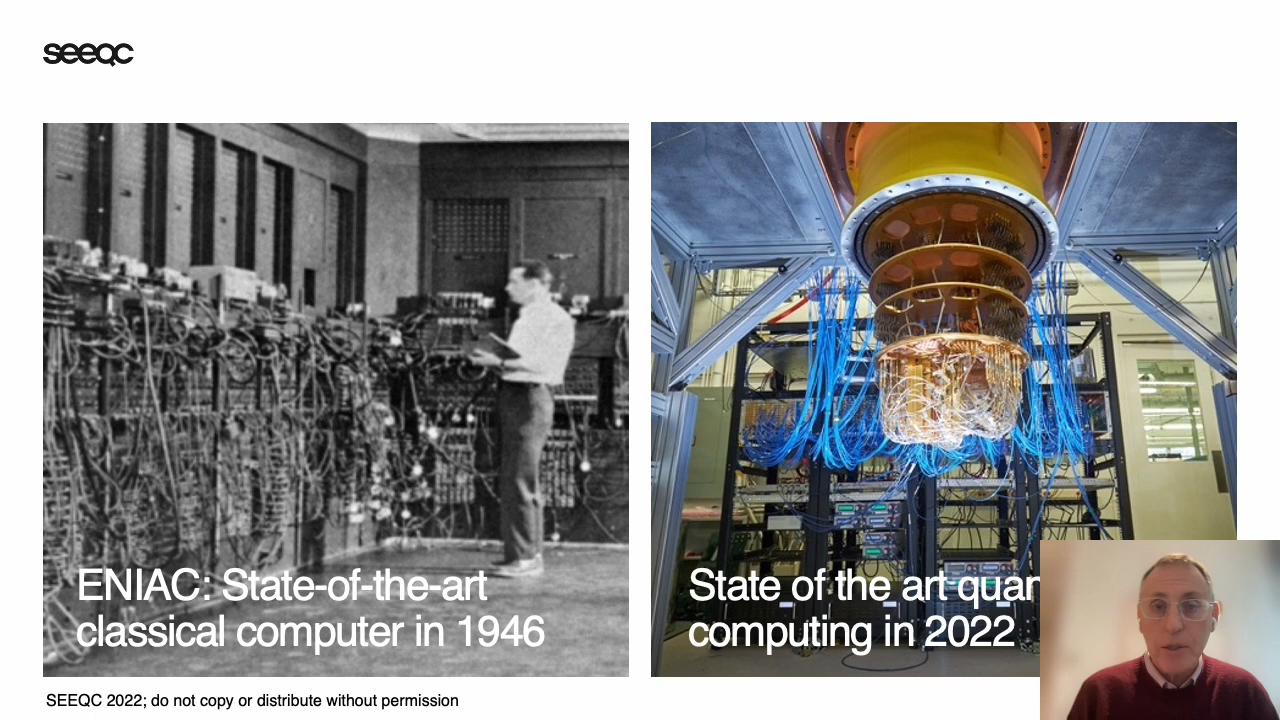 seeqc
ENIAC: State-of-the-art
classical computer in 1946
State of the art quan
computing in 2022
SEEQC 2022; do not copy or distribute without permission